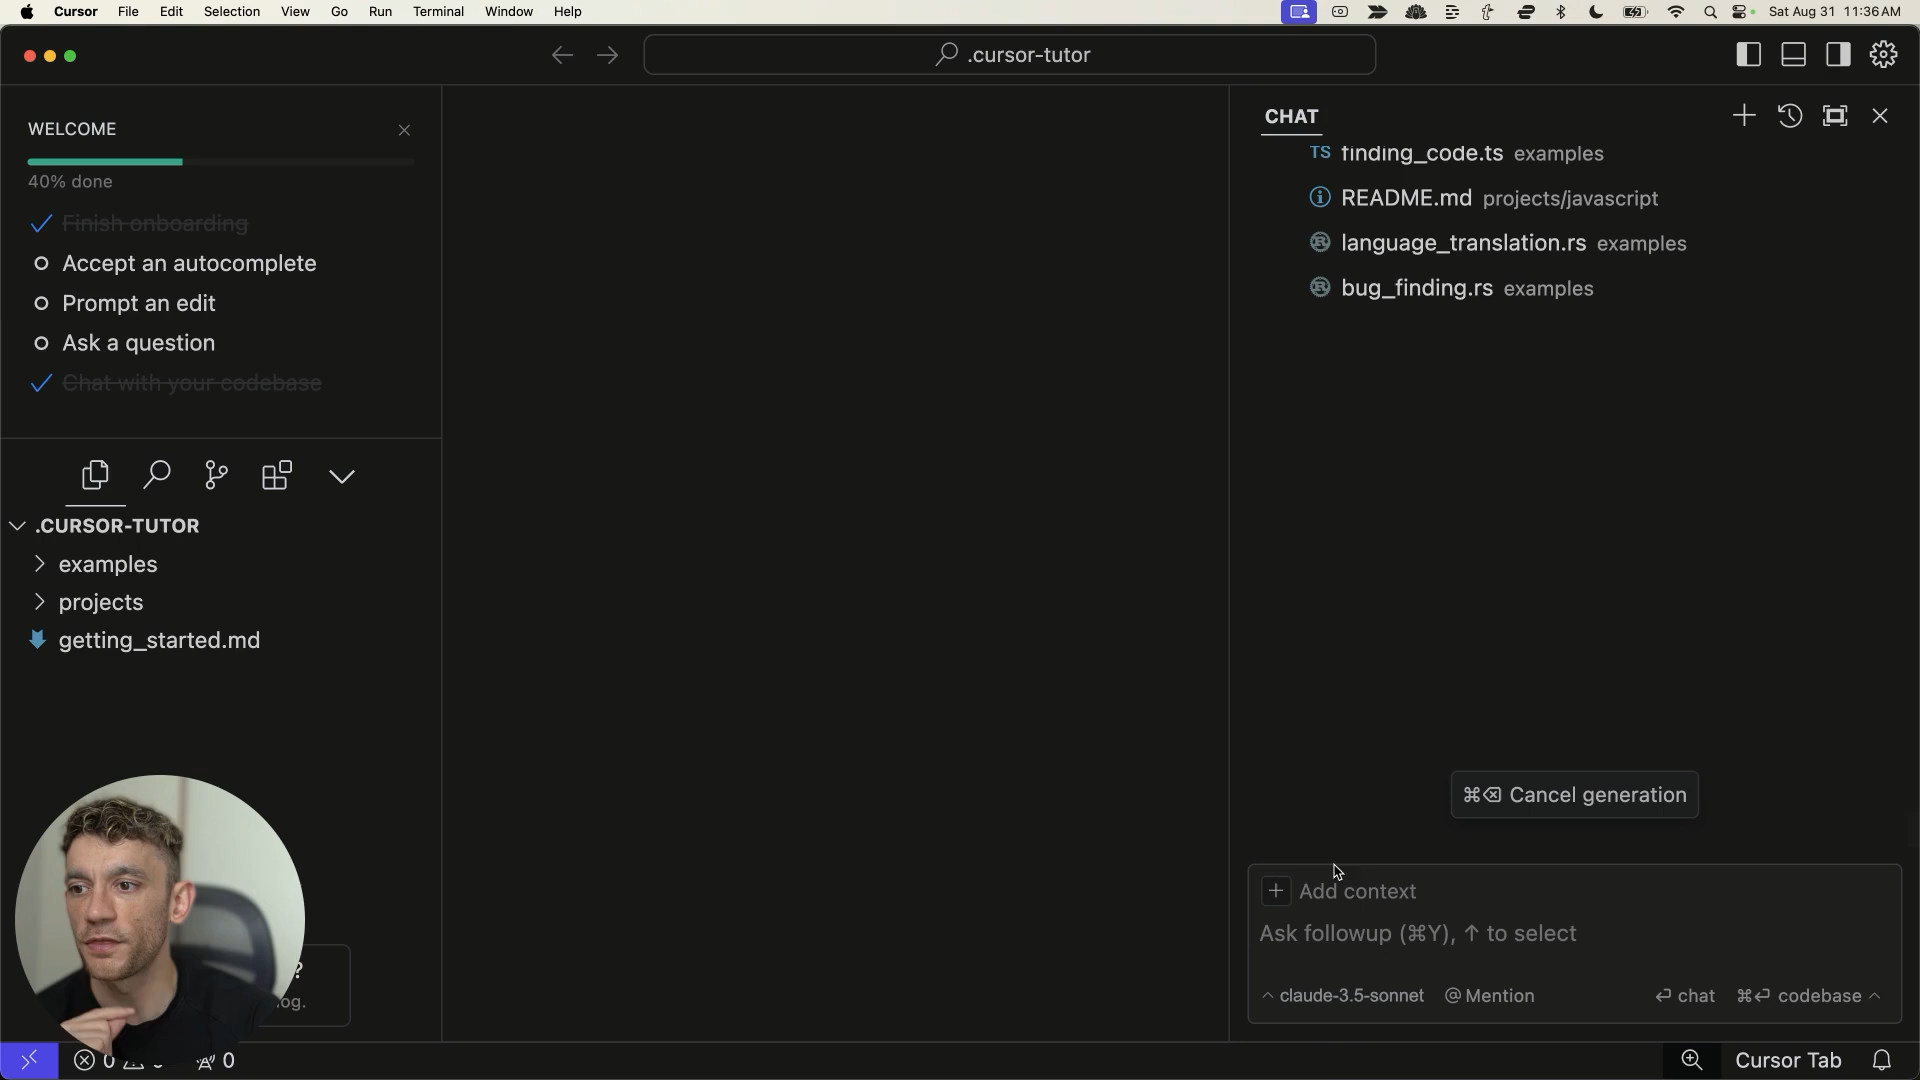 Cursor File Edit Selection View Go Run Terminal Window Help Sat Aug 31 11:36 AM
.cursor-tutor
WELCOME
40% done
Finish onboarding
Accept an autocomplete
Prompt an edit
Ask a question
Chat with your codebase
.CURSOR-TUTOR
examples
projects
getting_started.md
?
log.
CHAT
TS finding_code.ts examples
README.md projects/javascript
language_translation.rs examples
bug_finding.rs examples
⌘⌫ Cancel generation
+ Add context
Ask followup (⌘Y), ↑ to select
claude-3.5-sonnet @ Mention ↵ chat ⌘↵ codebase
0 0 Cursor Tab